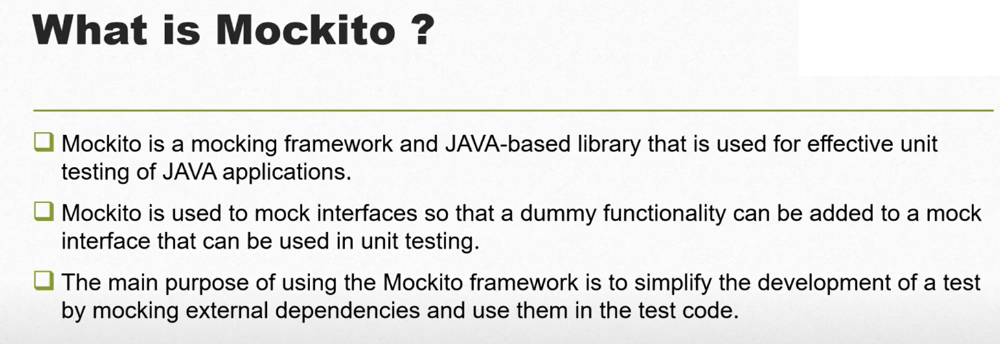 What is Mockito ?
Mockito is a mocking framework and JAVA-based library that is used for effective unit
testing of JAVA applications.
Mockito is used to mock interfaces so that a dummy functionality can be added to a mock
interface that can be used in unit testing.
The main purpose of using the Mockito framework is to simplify the development of a test
by mocking external dependencies and use them in the test code.